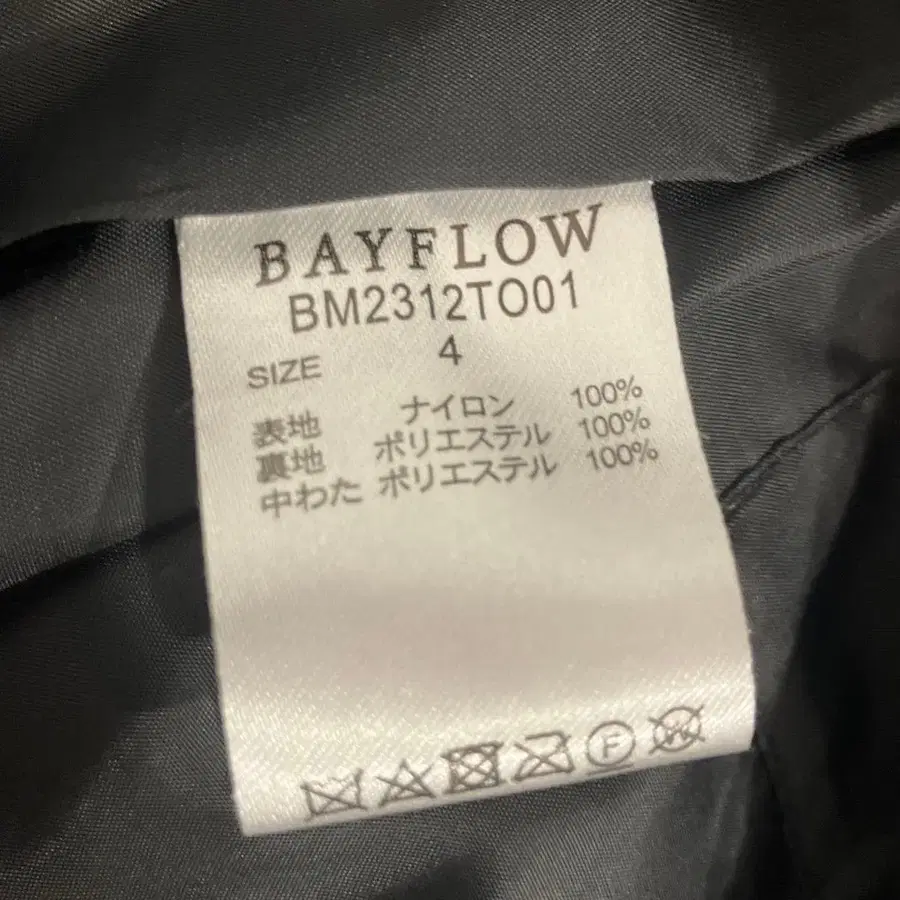 BAYFLOW
BM2312TO01
SIZE 4
表地 ナイロン 100%
裏地 ポリエステル 100%
中わた ポリエステル 100%
F
W